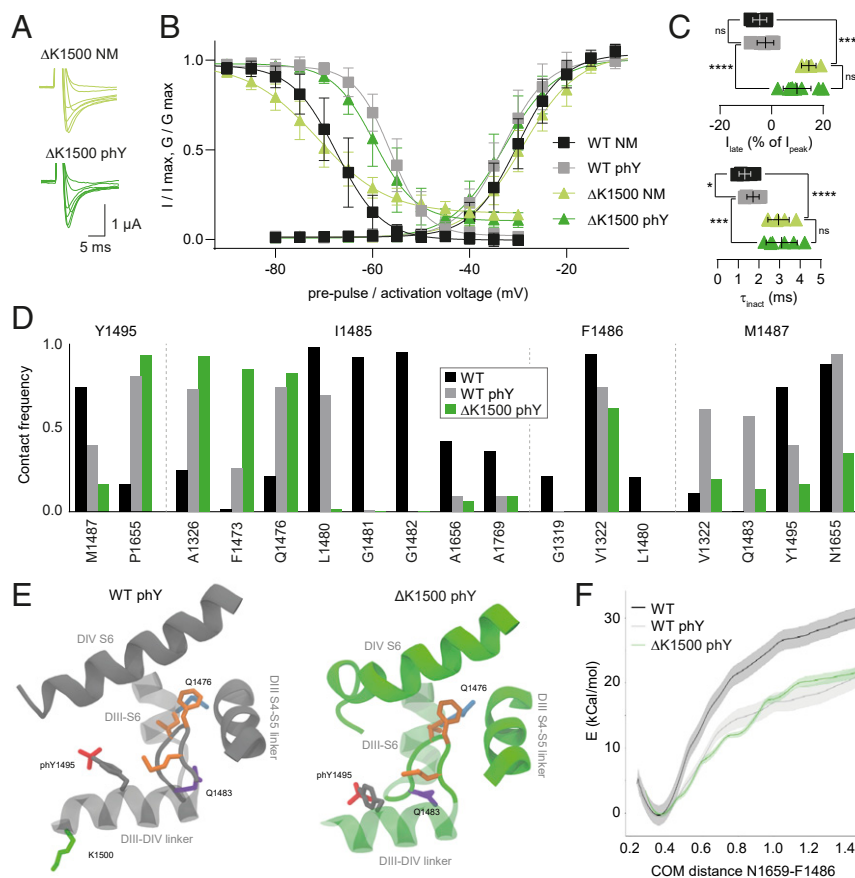 A
ΔK1500 NM
ΔK1500 phY
1 µA
5 ms
B
I / I max, G / G max
1.0
0.5
0.0
-80
-60
-40
-20
pre-pulse / activation voltage (mV)
WT NM
WT phY
ΔK1500 NM
ΔK1500 phY
C
ns
****
***
ns
-20
0
20
I late (% of I peak)
*
***
****
ns
0
1
2
3
4
5
τ inact (ms)
D
Y1495
I1485
F1486
M1487
Contact frequency
1.0
0.5
0.0
WT
WT phY
ΔK1500 phY
M1487
P1655
A1326
F1473
Q1476
L1480
G1481
G1482
A1656
A1769
G1319
V1322
L1480
V1322
Q1483
Y1495
N1655
E
WT phY
DIV S6
Q1476
DIII-S6
DIII S4-S5 linker
phY1495
Q1483
DIII-DIV linker
K1500
ΔK1500 phY
DIV S6
Q1476
DIII-S6
DIII S4-S5 linker
phY1495
Q1483
DIII-DIV linker
F
WT
WT phY
ΔK1500 phY
E (kCal/mol)
30
20
10
0
0.2
0.4
0.6
0.8
1.0
1.2
1.4
COM distance N1659-F1486